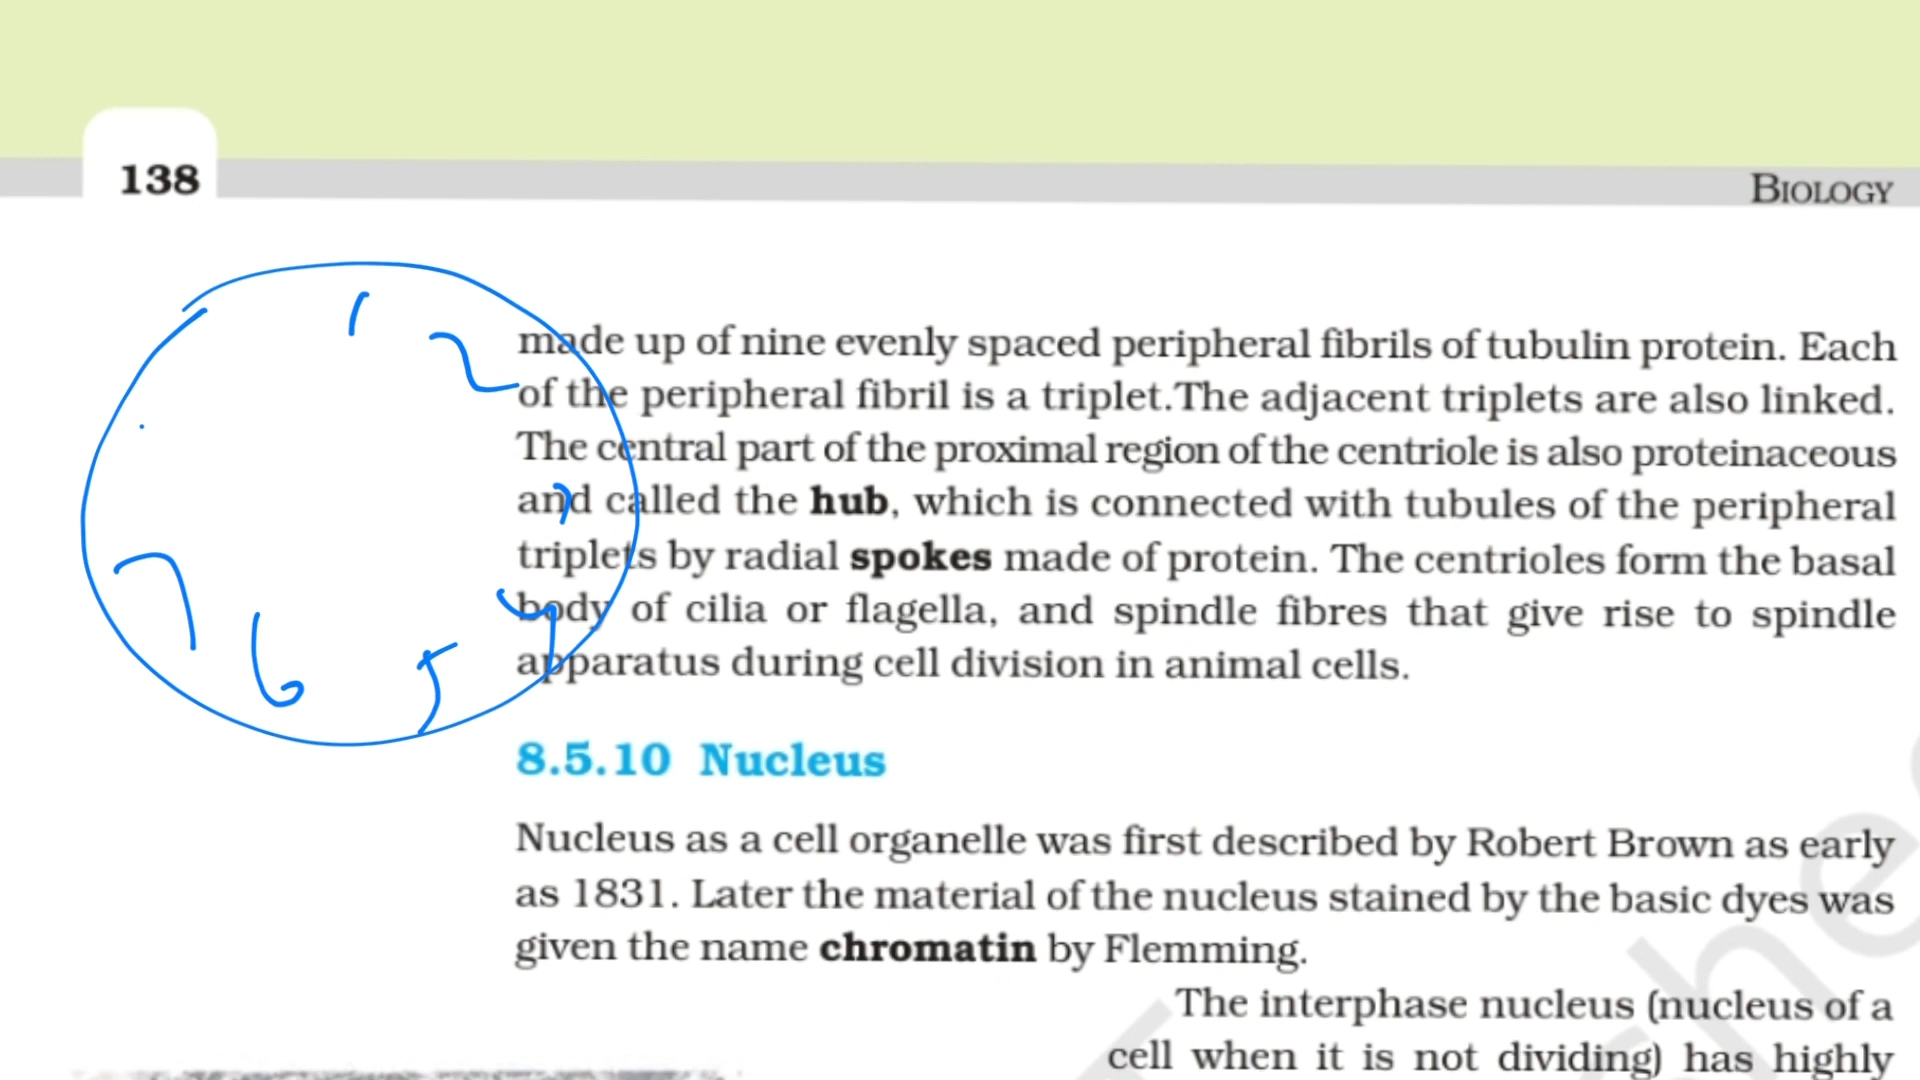 138
BIOLOGY
made up of nine evenly spaced peripheral fibrils of tubulin protein. Each
of the peripheral fibril is a triplet.The adjacent triplets are also linked.
The central part of the proximal region of the centriole is also proteinaceous
and called the hub, which is connected with tubules of the peripheral
triplets by radial spokes made of protein. The centrioles form the basal
body of cilia or flagella, and spindle fibres that give rise to spindle
apparatus during cell division in animal cells.
8.5.10 Nucleus
Nucleus as a cell organelle was first described by Robert Brown as early
as 1831. Later the material of the nucleus stained by the basic dyes was
given the name chromatin by Flemming.
The interphase nucleus (nucleus of a
cell when it is not dividing) has highly
1
2
5
6
7